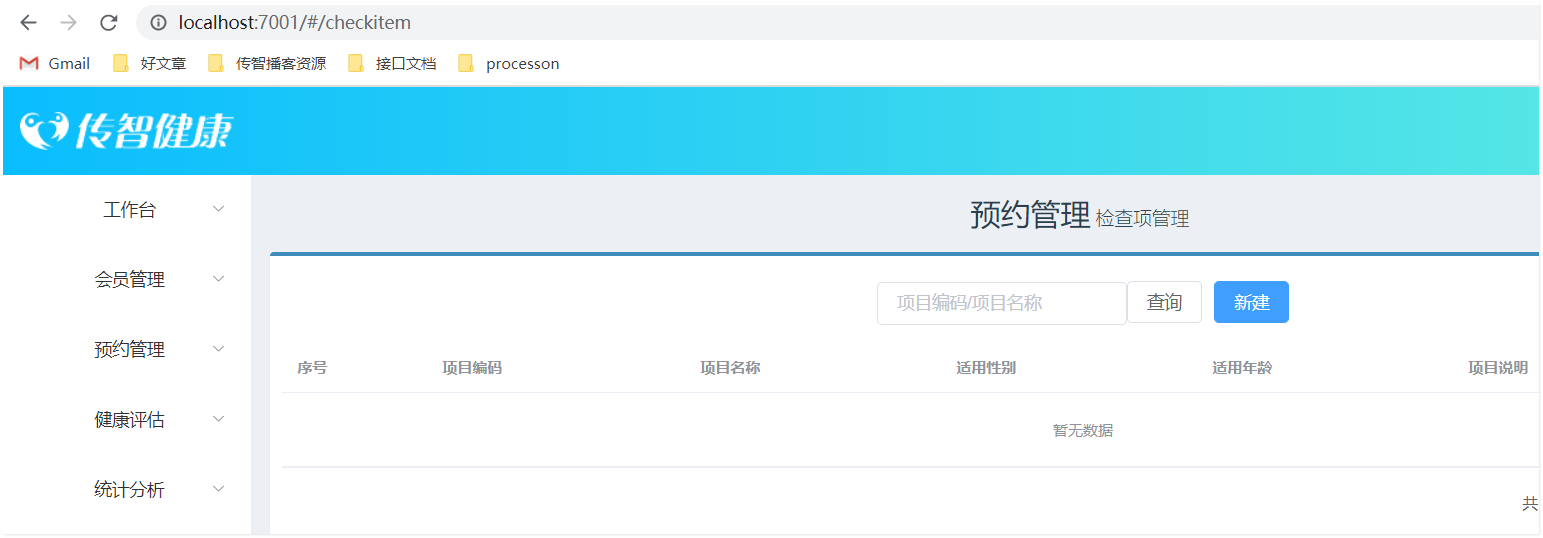 localhost:7001/#/checkitem
Gmail 好文章 传智播客资源 接口文档 processon
传智健康
工作台
会员管理
预约管理
健康评估
统计分析
预约管理 检查项管理
项目编码/项目名称 查询 新建
序号 项目编码 项目名称 适用性别 适用年龄 项目说明
暂无数据
共